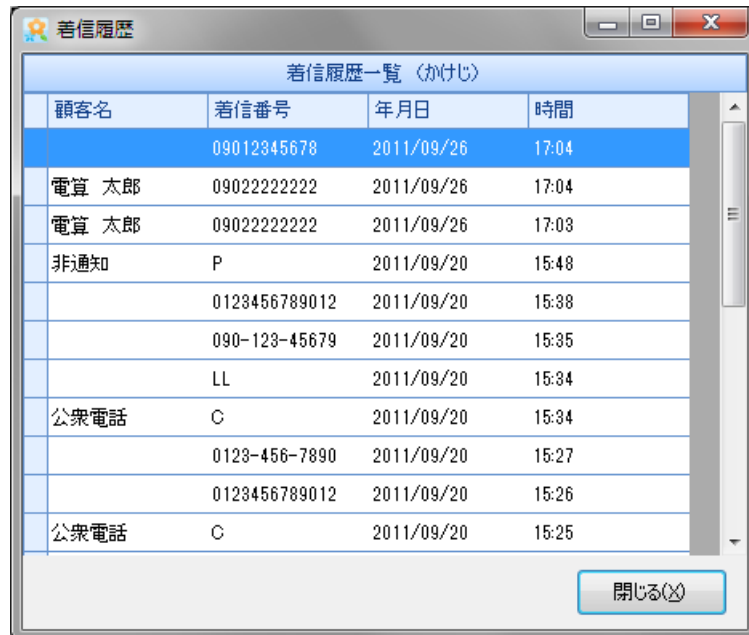 着信履歴
着信履歴一覧（かけじ）
顧客名 着信番号 年月日 時間
09012345678 2011/09/26 17:04
電算 太郎 09022222222 2011/09/26 17:04
電算 太郎 09022222222 2011/09/26 17:03
非通知 P 2011/09/20 15:48
0123456789012 2011/09/20 15:38
090-123-45679 2011/09/20 15:35
LL 2011/09/20 15:34
公衆電話 C 2011/09/20 15:34
0123-456-7890 2011/09/20 15:27
0123456789012 2011/09/20 15:26
公衆電話 C 2011/09/20 15:25
閉じる(X)